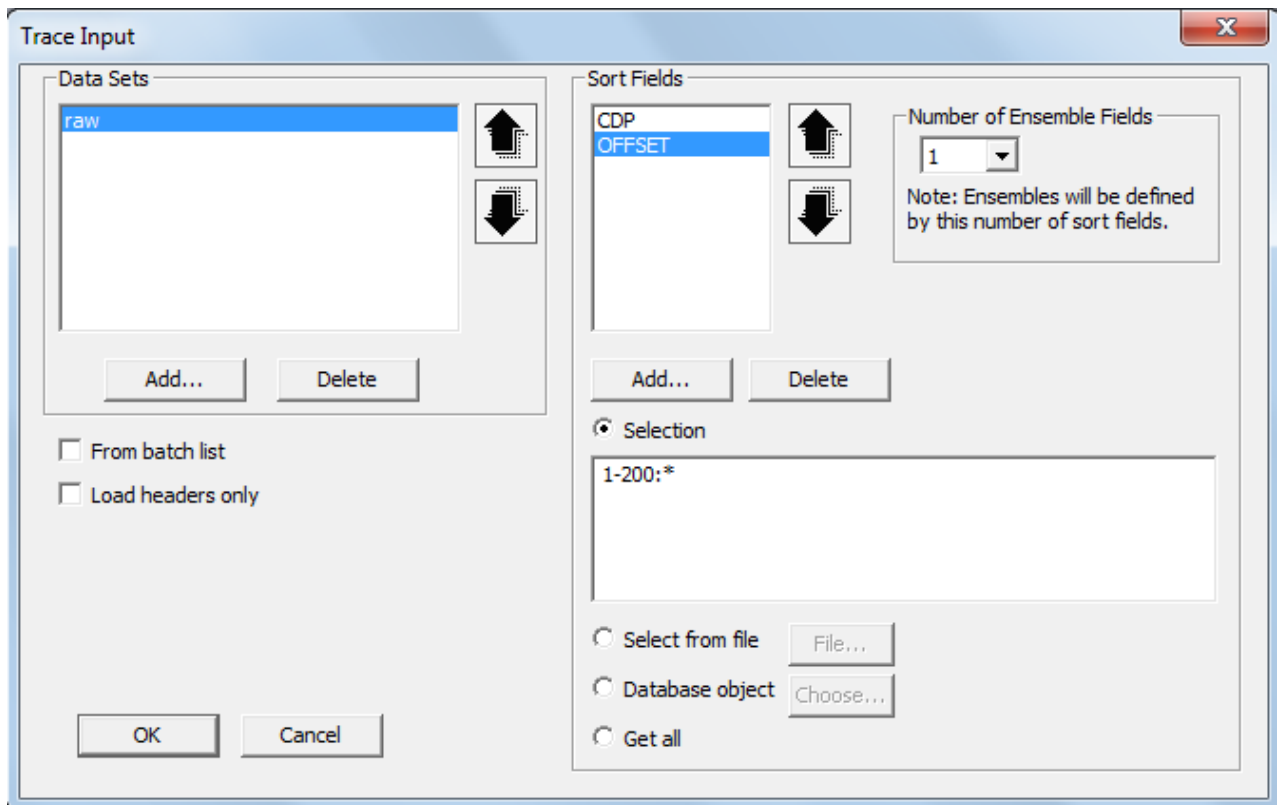 Trace Input
X
Data Sets
raw
Add...
Delete
From batch list
Load headers only
OK
Cancel
Sort Fields
CDP
OFFSET
Number of Ensemble Fields
1
Note: Ensembles will be defined
by this number of sort fields.
Add...
Delete
Selection
1-200:*
Select from file
File...
Database object
Choose...
Get all